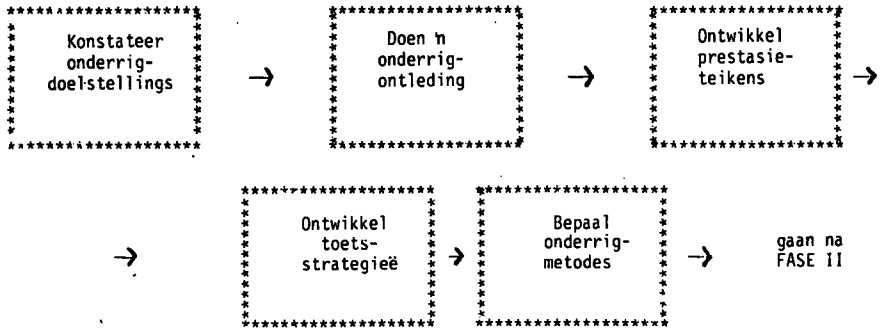 Konstateer
onderrig-
doelstellings
Doen 'n
onderrig-
ontleding
Ontwikkel
prestasie-
teikens
Ontwikkel
toets-
strategieë
Bepaal
onderrig-
metodes
gaan na
FASE II